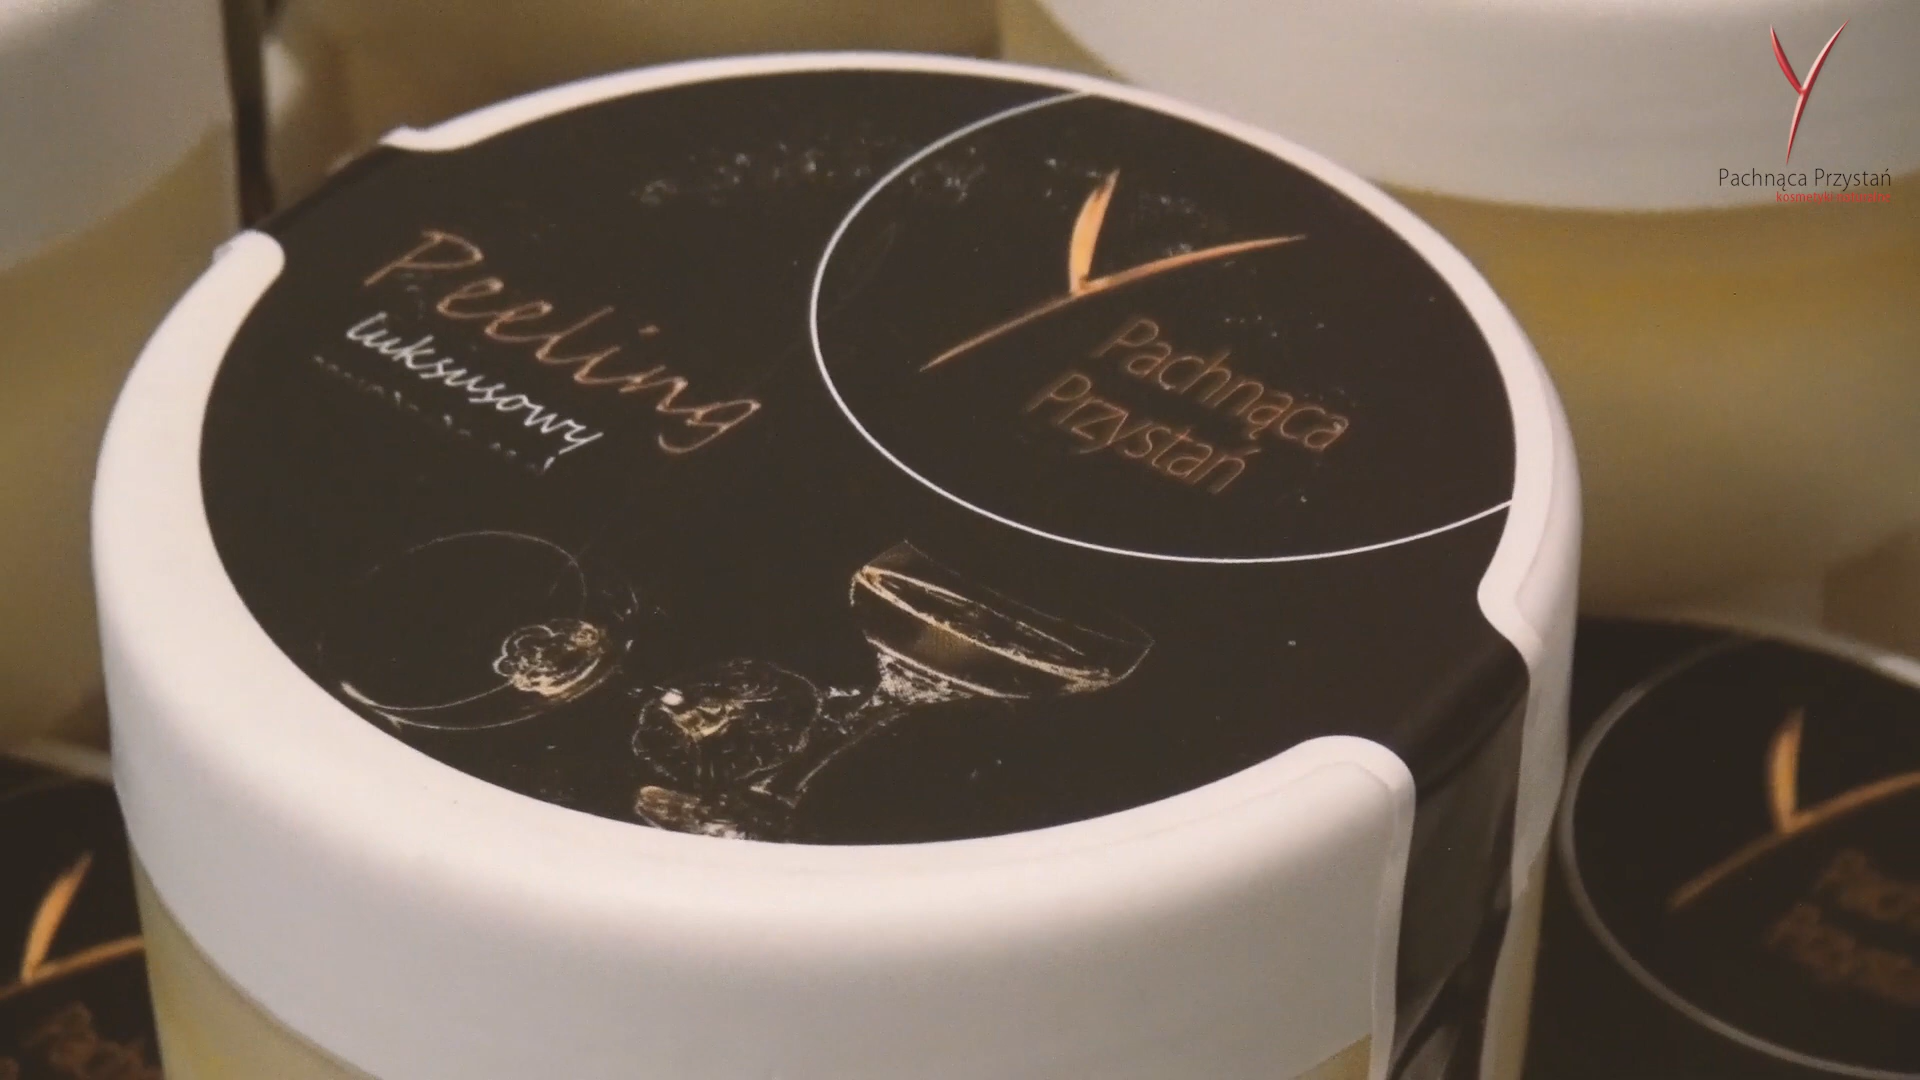 Peeling
luksusowy
Pachnąca
Przystań
Pachnąca Przystań